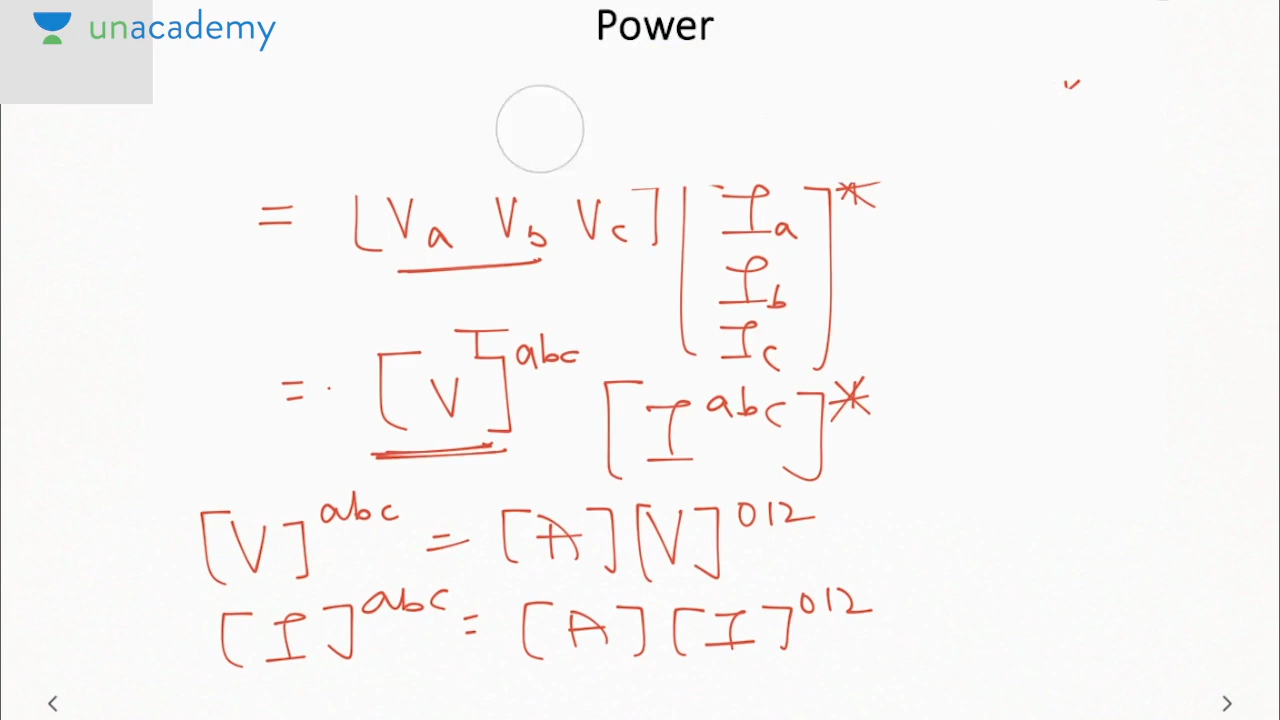 unacademy
Power
= [Va Vb Vc] [Ia Ib Ic]*
= [V]^T abc [I^abc]*
[V]^abc = [A][V]^012
[I]^abc = [A][I]^012